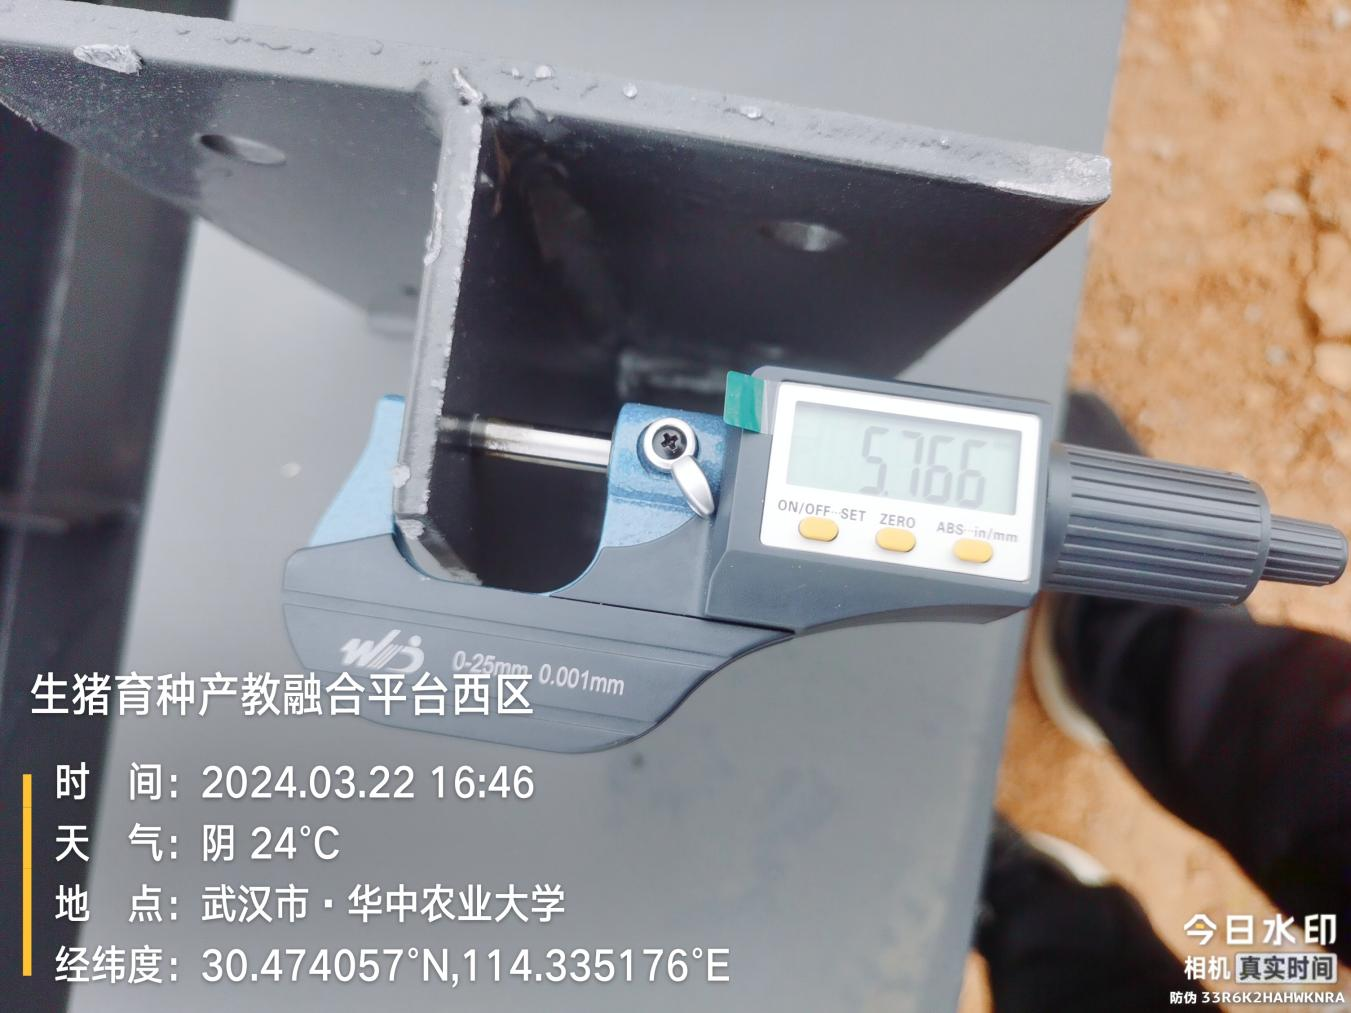 5.766
ON/OFF···SET ZERO ABS···in/mm
0-25mm 0.001mm
生猪育种产教融合平台西区
时 间：2024.03.22 16:46
天 气：阴 24°C
地 点：武汉市·华中农业大学
经纬度：30.474057°N,114.335176°E
今日水印
相机 真实时间
防伪 33R6K2HAHWKNRA